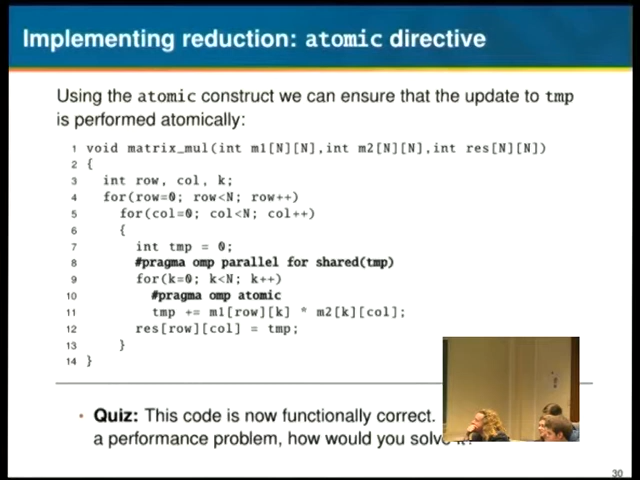 Implementing reduction: atomic directive
Using the atomic construct we can ensure that the update to tmp
is performed atomically:
1 void matrix_mul(int m1[N][N],int m2[N][N],int res[N][N])
2 {
3 int row, col, k;
4 for(row=0; row<N; row++)
5 for(col=0; col<N; col++)
6 {
7 int tmp = 0;
8 #pragma omp parallel for shared(tmp)
9 for(k=0; k<N; k++)
10 #pragma omp atomic
11 tmp += m1[row][k] * m2[k][col];
12 res[row][col] = tmp;
13 }
14 }
• Quiz: This code is now functionally correct.
a performance problem, how would you solve
30